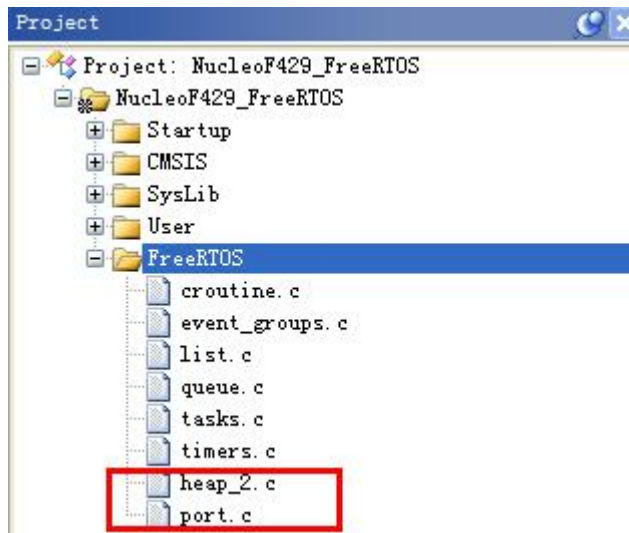 Project
Project: NucleoF429_FreeRTOS
NucleoF429_FreeRTOS
Startup
CMSIS
SysLib
User
FreeRTOS
croutine.c
event_groups.c
list.c
queue.c
tasks.c
timers.c
heap_2.c
port.c